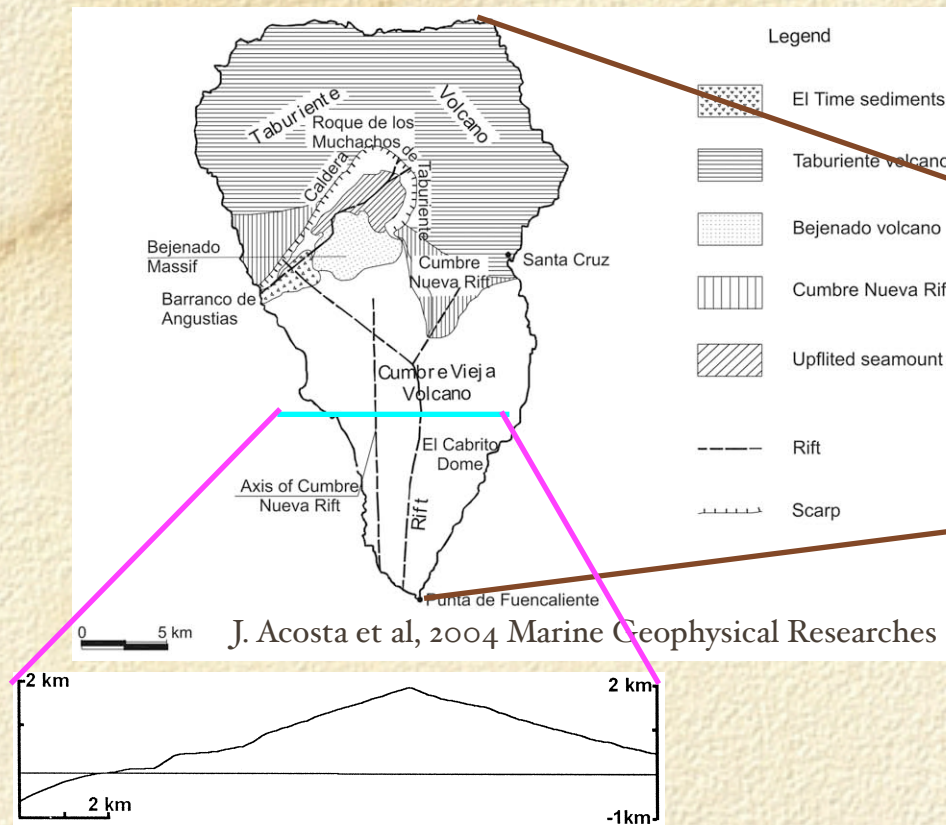 Legend
El Time sediments
Taburiente volcano
Bejenado volcano
Cumbre Nueva Rif
Upflited seamount
Rift
Scarp
Taburiente
Volcano
Roque de los
Muchachos
Caldera
de
Taburiente
Bejenado
Massif
Barranco de
Angustias
Cumbre
Nueva Rift
Santa Cruz
Cumbre Vieja
Volcano
El Cabrito
Dome
Axis of Cumbre
Nueva Rift
Rift
Punta de Fuencaliente
0 5 km
J. Acosta et al, 2004 Marine Geophysical Researches
2 km
2 km
2 km
-1km